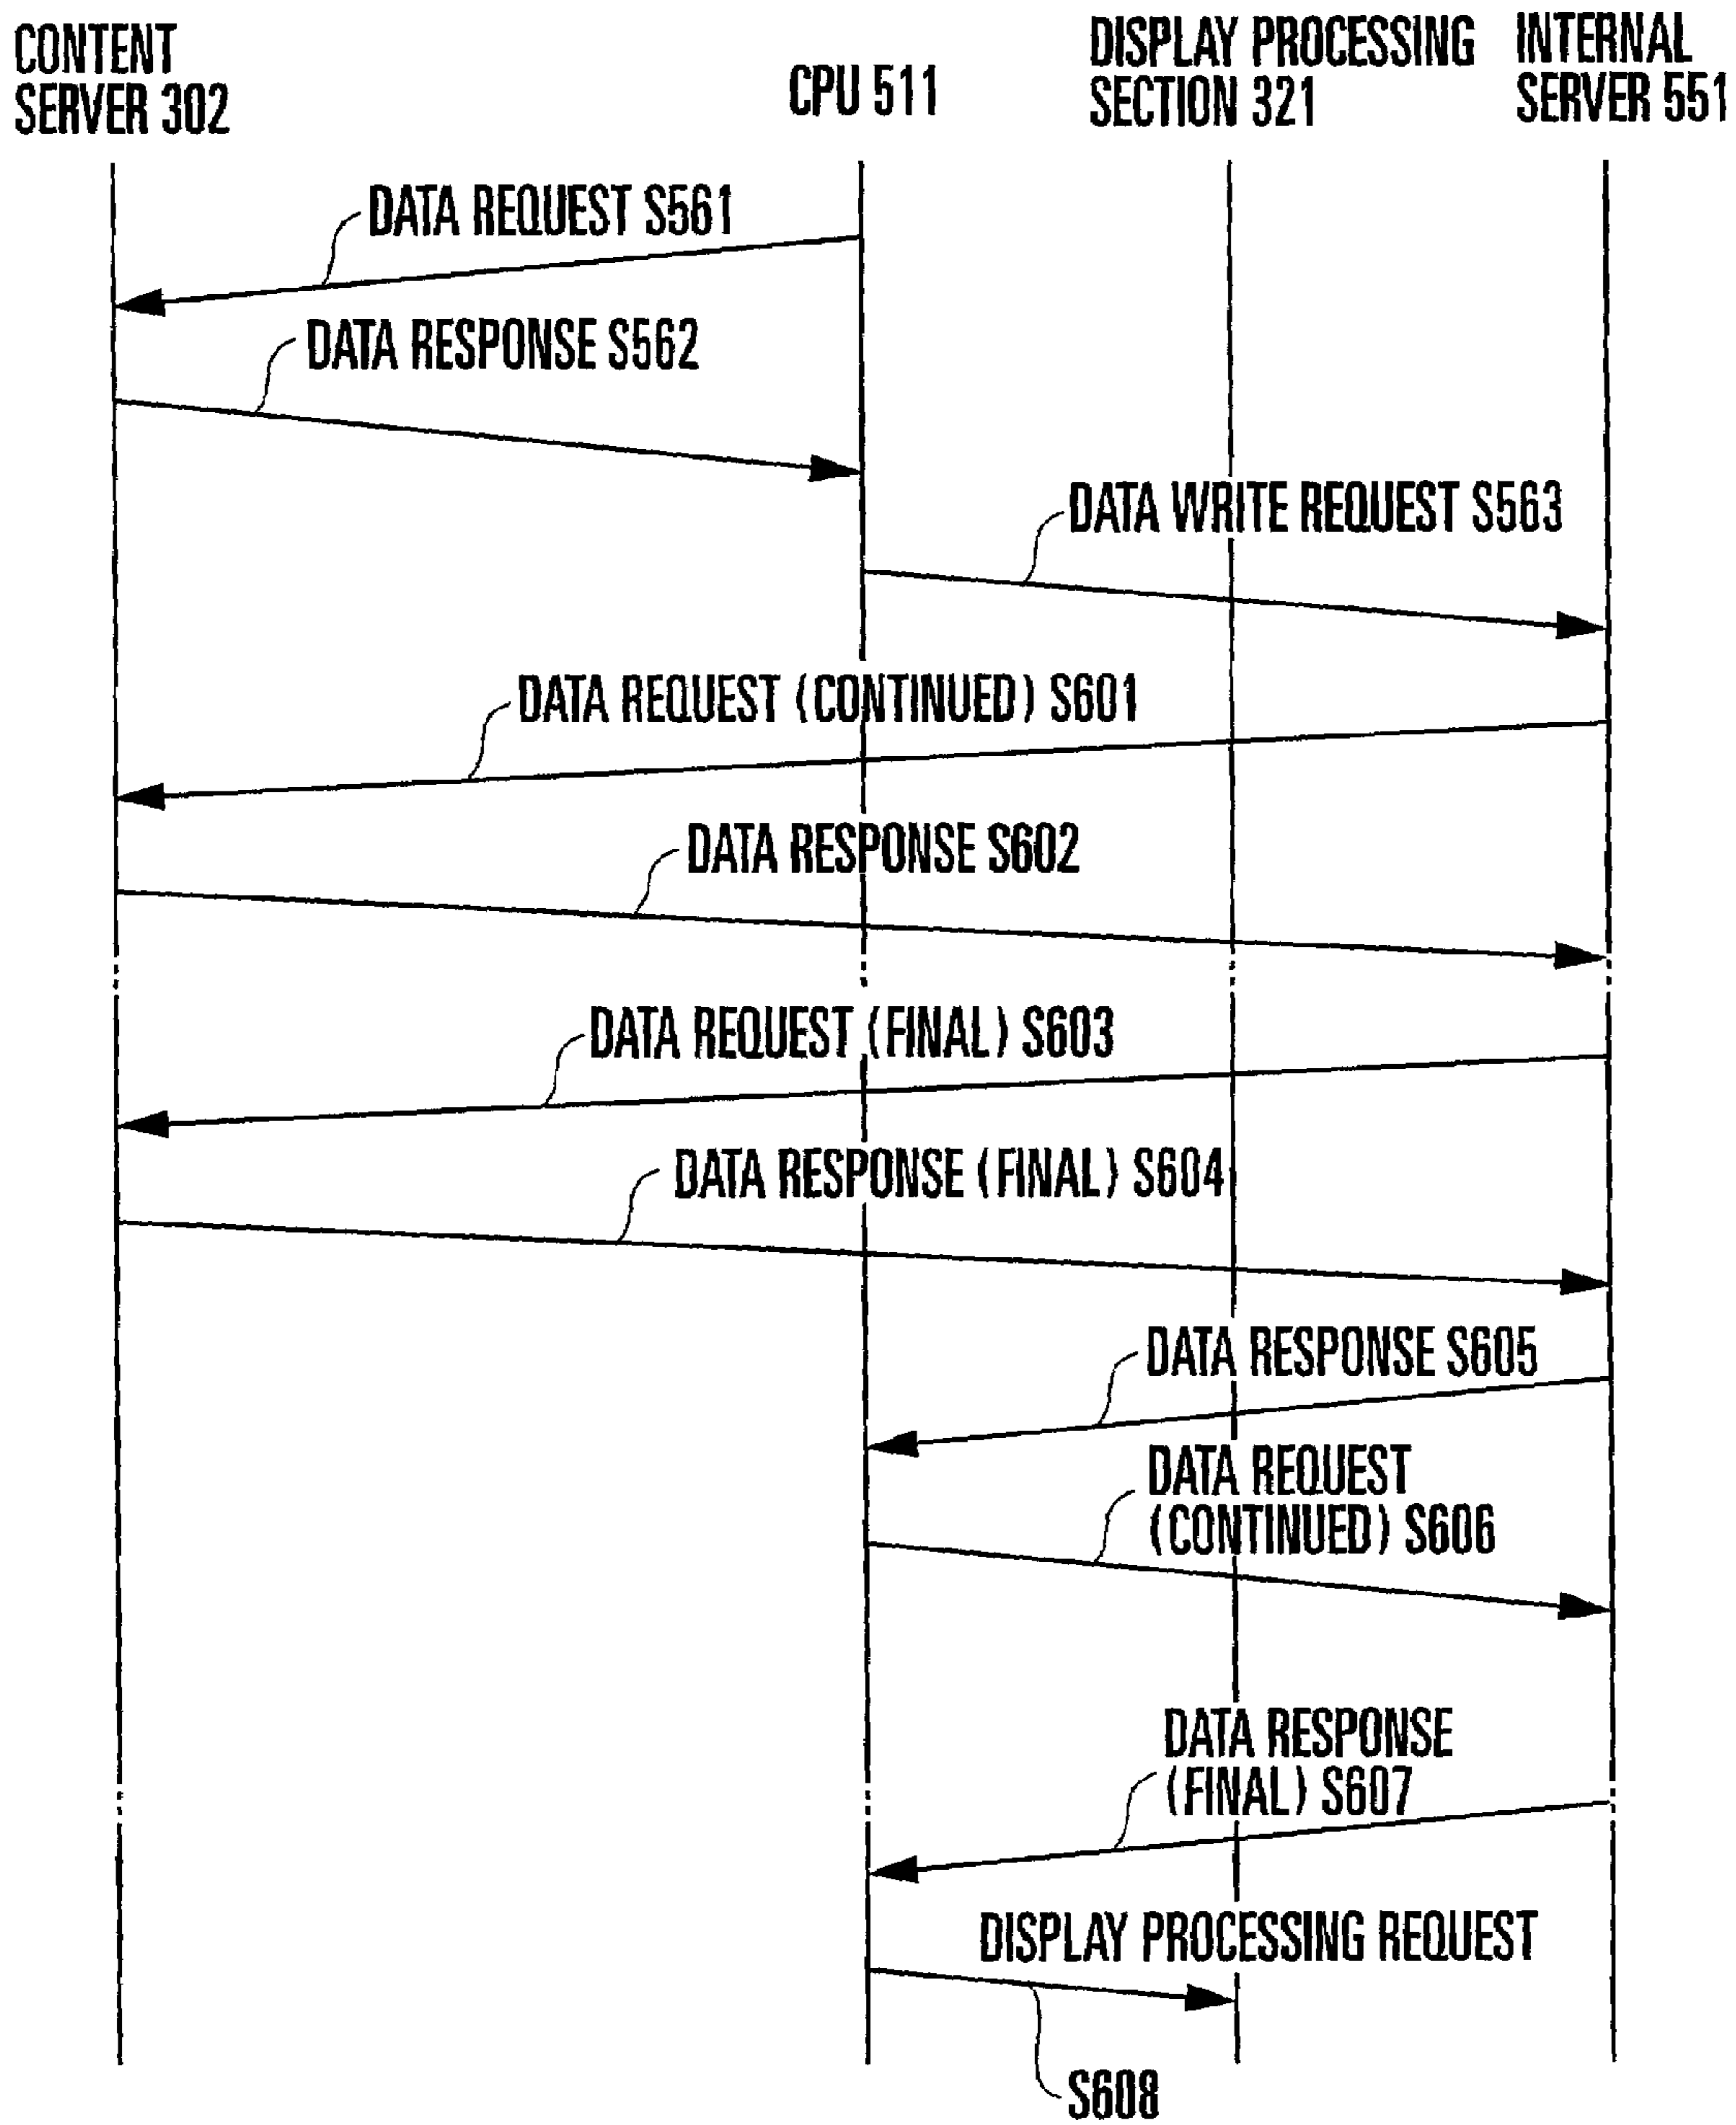 CONTENT
SERVER 302
CPU 511
DISPLAY PROCESSING
SECTION 321
INTERNAL
SERVER 551
DATA REQUEST S561
DATA RESPONSE S562
DATA WRITE REQUEST S563
DATA REQUEST (CONTINUED) S601
DATA RESPONSE S602
DATA REQUEST (FINAL) S603
DATA RESPONSE (FINAL) S604
DATA RESPONSE S605
DATA REQUEST
(CONTINUED) S606
DATA RESPONSE
(FINAL) S607
DISPLAY PROCESSING REQUEST
S608